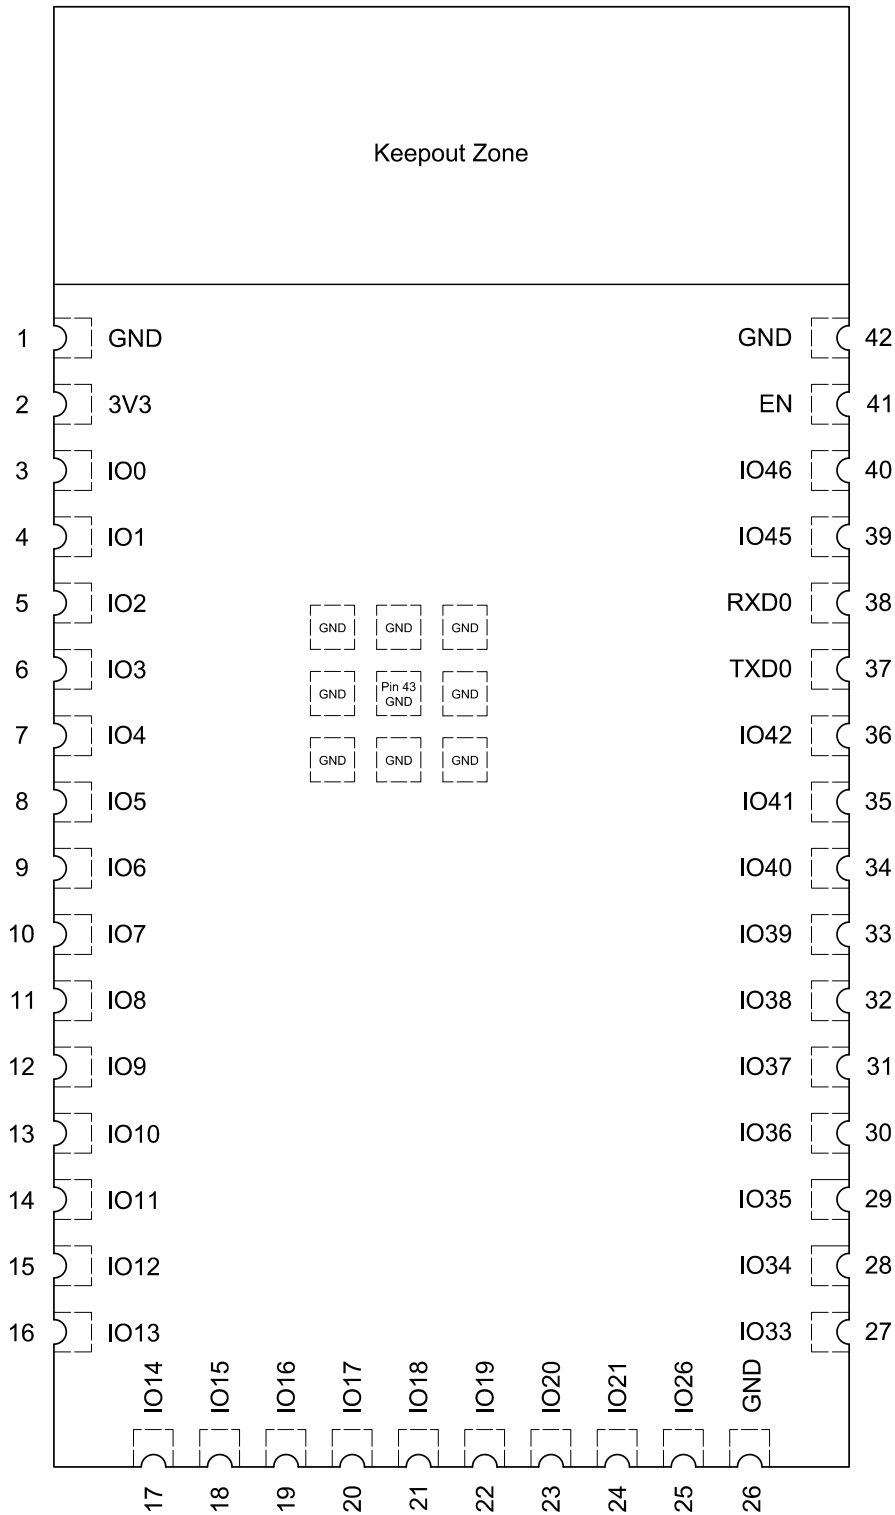 Keepout Zone
1 GND GND 42
2 3V3 EN 41
3 IO0 IO46 40
4 IO1 IO45 39
5 IO2 RXD0 38
GND GND GND
6 IO3 TXD0 37
GND Pin 43 GND
GND
7 IO4 IO42 36
GND GND GND
8 IO5 IO41 35
9 IO6 IO40 34
10 IO7 IO39 33
11 IO8 IO38 32
12 IO9 IO37 31
13 IO10 IO36 30
14 IO11 IO35 29
15 IO12 IO34 28
16 IO13 IO33 27
IO14 IO15 IO16 IO17 IO18 IO19 IO20 IO21 IO26 GND
17 18 19 20 21 22 23 24 25 26